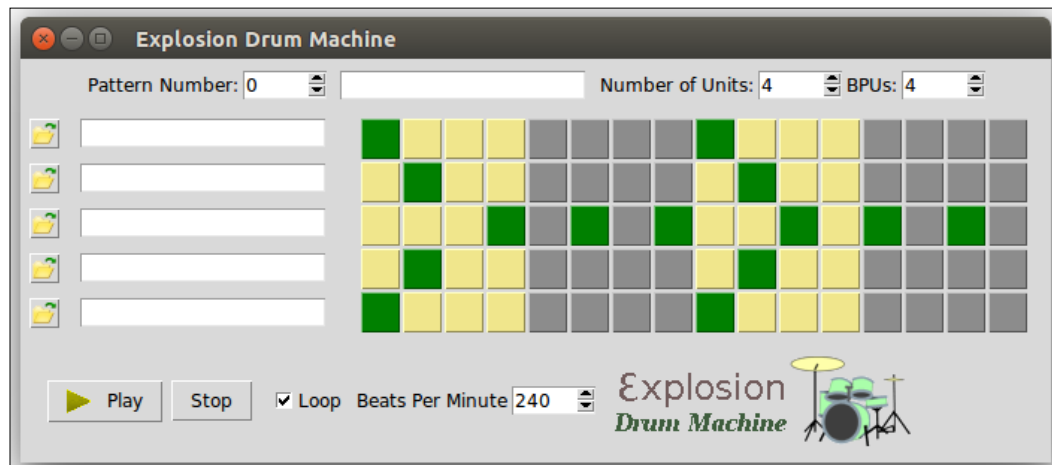 Explosion Drum Machine
Pattern Number: 0 Number of Units: 4 BPUs: 4
Play Stop Loop Beats Per Minute 240
Explosion
Drum Machine